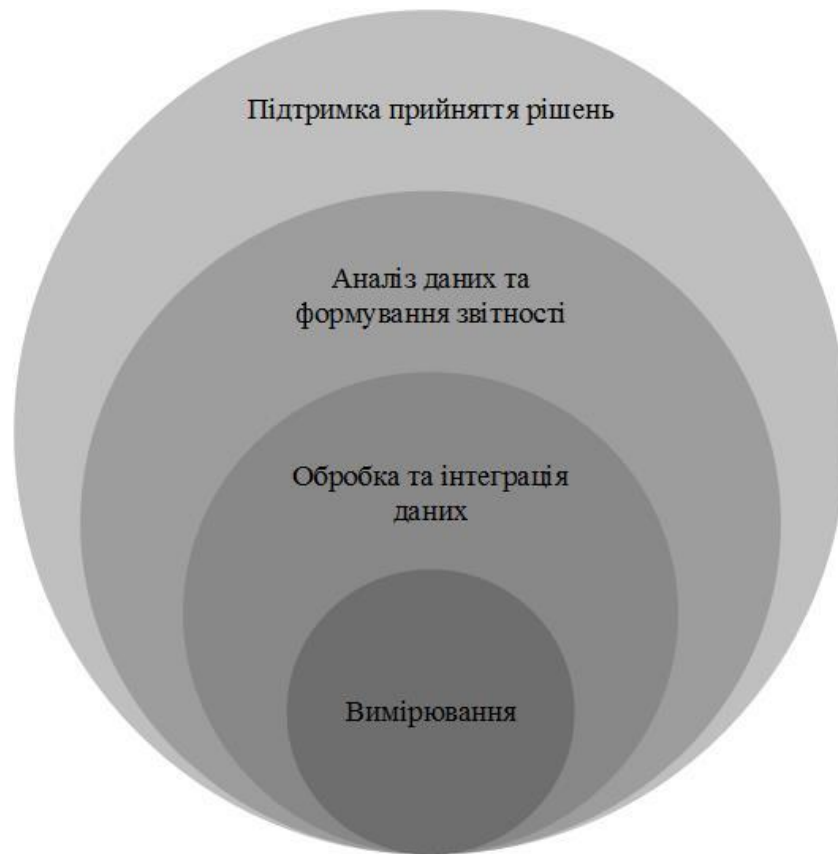 Підтримка прийняття рішень
Аналіз даних та
формування звітності
Обробка та інтеграція
даних
Вимірювання